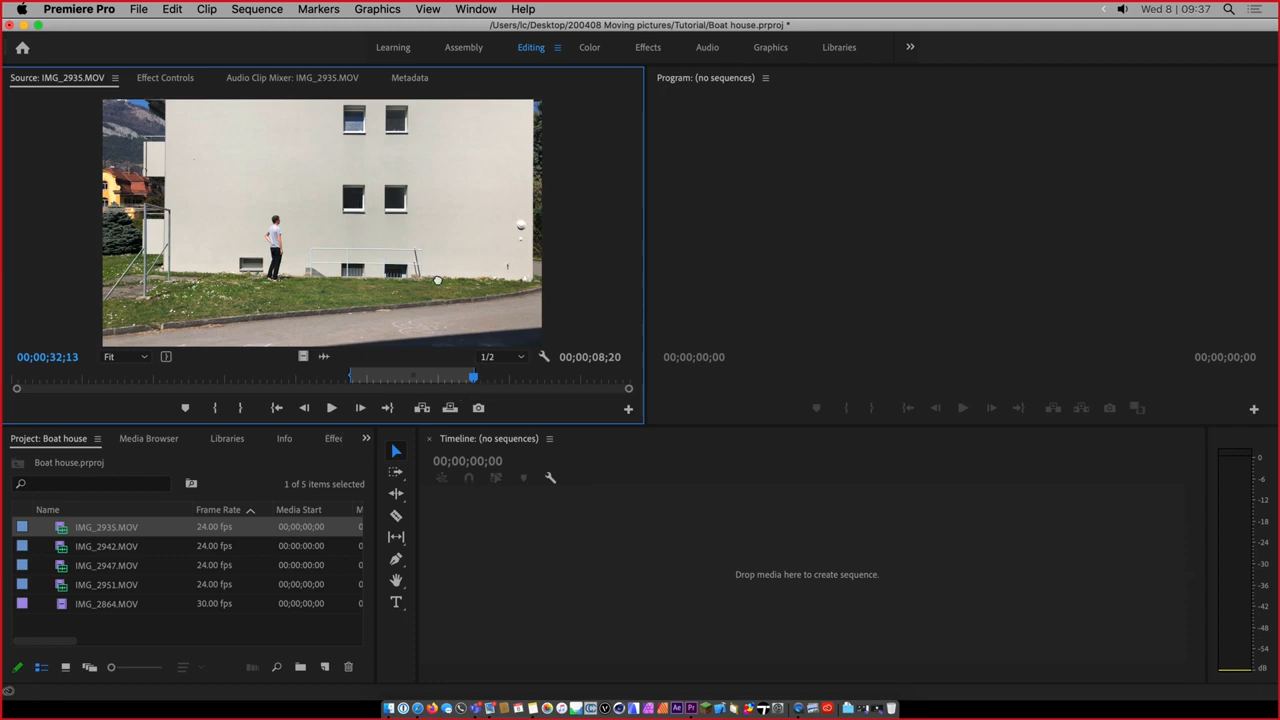 Premiere Pro File Edit Clip Sequence Markers Graphics View Window Help Wed 8 | 09:37
/Users/lc/Desktop/200408 Moving pictures/Tutorial/Boat house.prproj *
Learning Assembly Editing Color Effects Audio Graphics Libraries
Source: IMG_2935.MOV Effect Controls Audio Clip Mixer: IMG_2935.MOV Metadata
Program: (no sequences)
00;00;32;13 Fit 1/2 00;00;08;20
00;00;00;00 00;00;00;00
Project: Boat house Media Browser Libraries Info Effec
Timeline: (no sequences)
Boat house.prproj
00;00;00;00
1 of 5 items selected
Name Frame Rate Media Start M
IMG_2935.MOV 24.00 fps 00;00;00;00 0
IMG_2942.MOV 24.00 fps 00:00:00:00 0
IMG_2947.MOV 24.00 fps 00;00;00;00 0
IMG_2951.MOV 24.00 fps 00;00;00;00 0
IMG_2864.MOV 30.00 fps 00;00;00;00 0
Drop media here to create sequence.
0
-6
-12
-18
-24
-30
-36
-42
-48
-54
dB